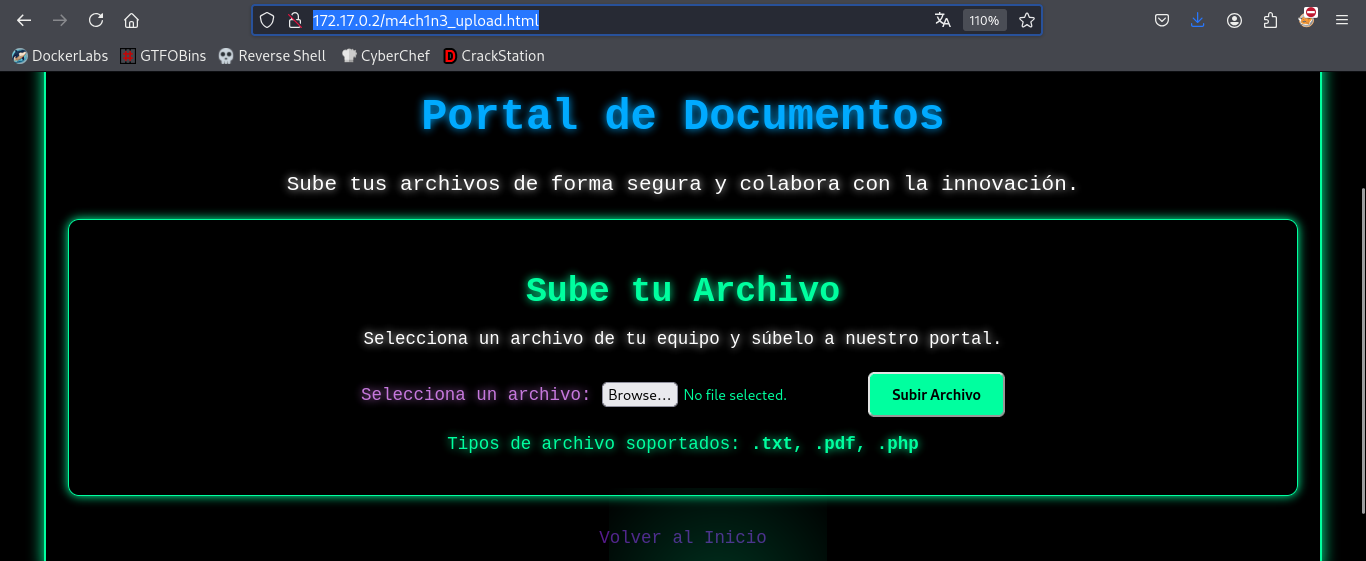 172.17.0.2/m4ch1n3_upload.html 110%
DockerLabs GTFOBins Reverse Shell CyberChef CrackStation
Portal de Documentos
Sube tus archivos de forma segura y colabora con la innovación.
Sube tu Archivo
Selecciona un archivo de tu equipo y súbelo a nuestro portal.
Selecciona un archivo: Browse... No file selected. Subir Archivo
Tipos de archivo soportados: .txt, .pdf, .php
Volver al Inicio